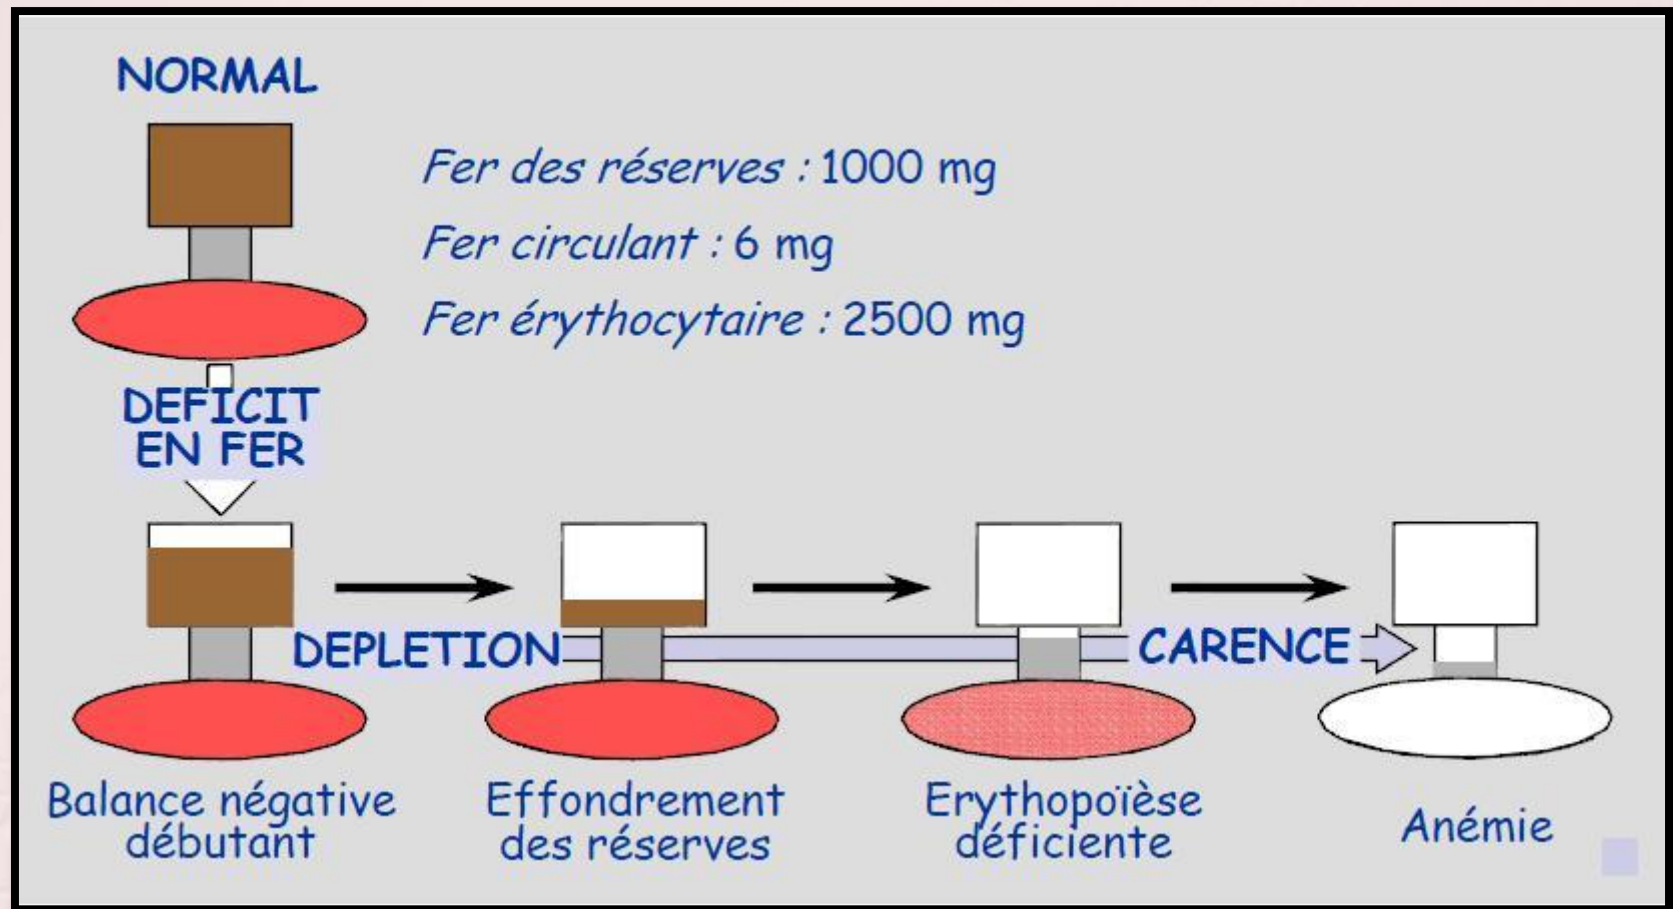 NORMAL
Fer des réserves : 1000 mg
Fer circulant : 6 mg
Fer érythocytaire : 2500 mg
DEFICIT
EN FER
DEPLETION
CARENCE
Balance négative
débutant
Effondrement
des réserves
Erythopoïèse
déficiente
Anémie